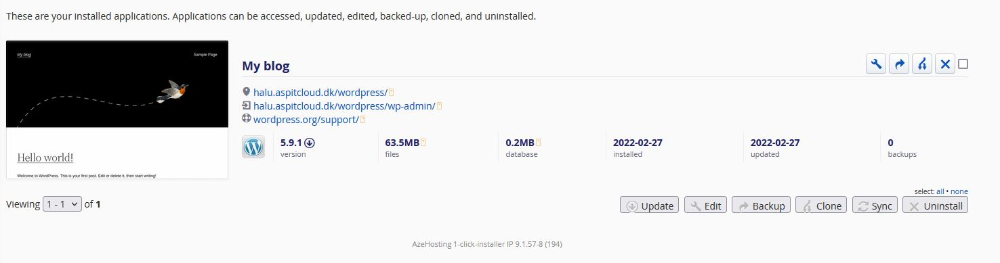 These are your installed applications. Applications can be accessed, updated, edited, backed-up, cloned, and uninstalled.
My blog
Sample Page
Hello world!
Welcome to WordPress. This is your first post. Edit or delete it, then start writing!
My blog
halu.aspitcloud.dk/wordpress/
halu.aspitcloud.dk/wordpress/wp-admin/
wordpress.org/support/
5.9.1
version
63.5MB
files
0.2MB
database
2022-02-27
installed
2022-02-27
updated
0
backups
select: all • none
Viewing 1 - 1 of 1
Update Edit Backup Clone Sync Uninstall
AzeHosting 1-click-installer IP 9.1.57-8 (194)